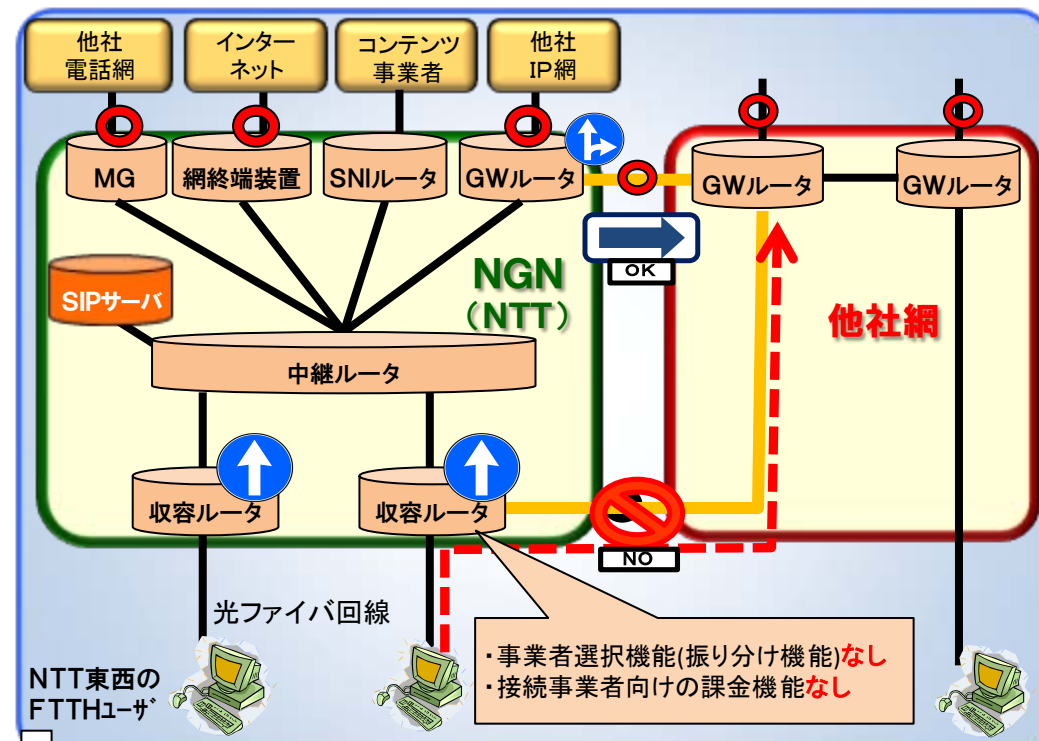 他社
電話網
インター
ネット
コンテンツ
事業者
他社
IP網
MG
網終端装置
SNIルータ
GWルータ
GWルータ
GWルータ
OK
NGN
（NTT）
SIPサーバ
他社網
中継ルータ
収容ルータ
収容ルータ
NO
光ファイバ回線
・事業者選択機能(振り分け機能)なし
・接続事業者向けの課金機能なし
NTT東西の
FTTHユーザ